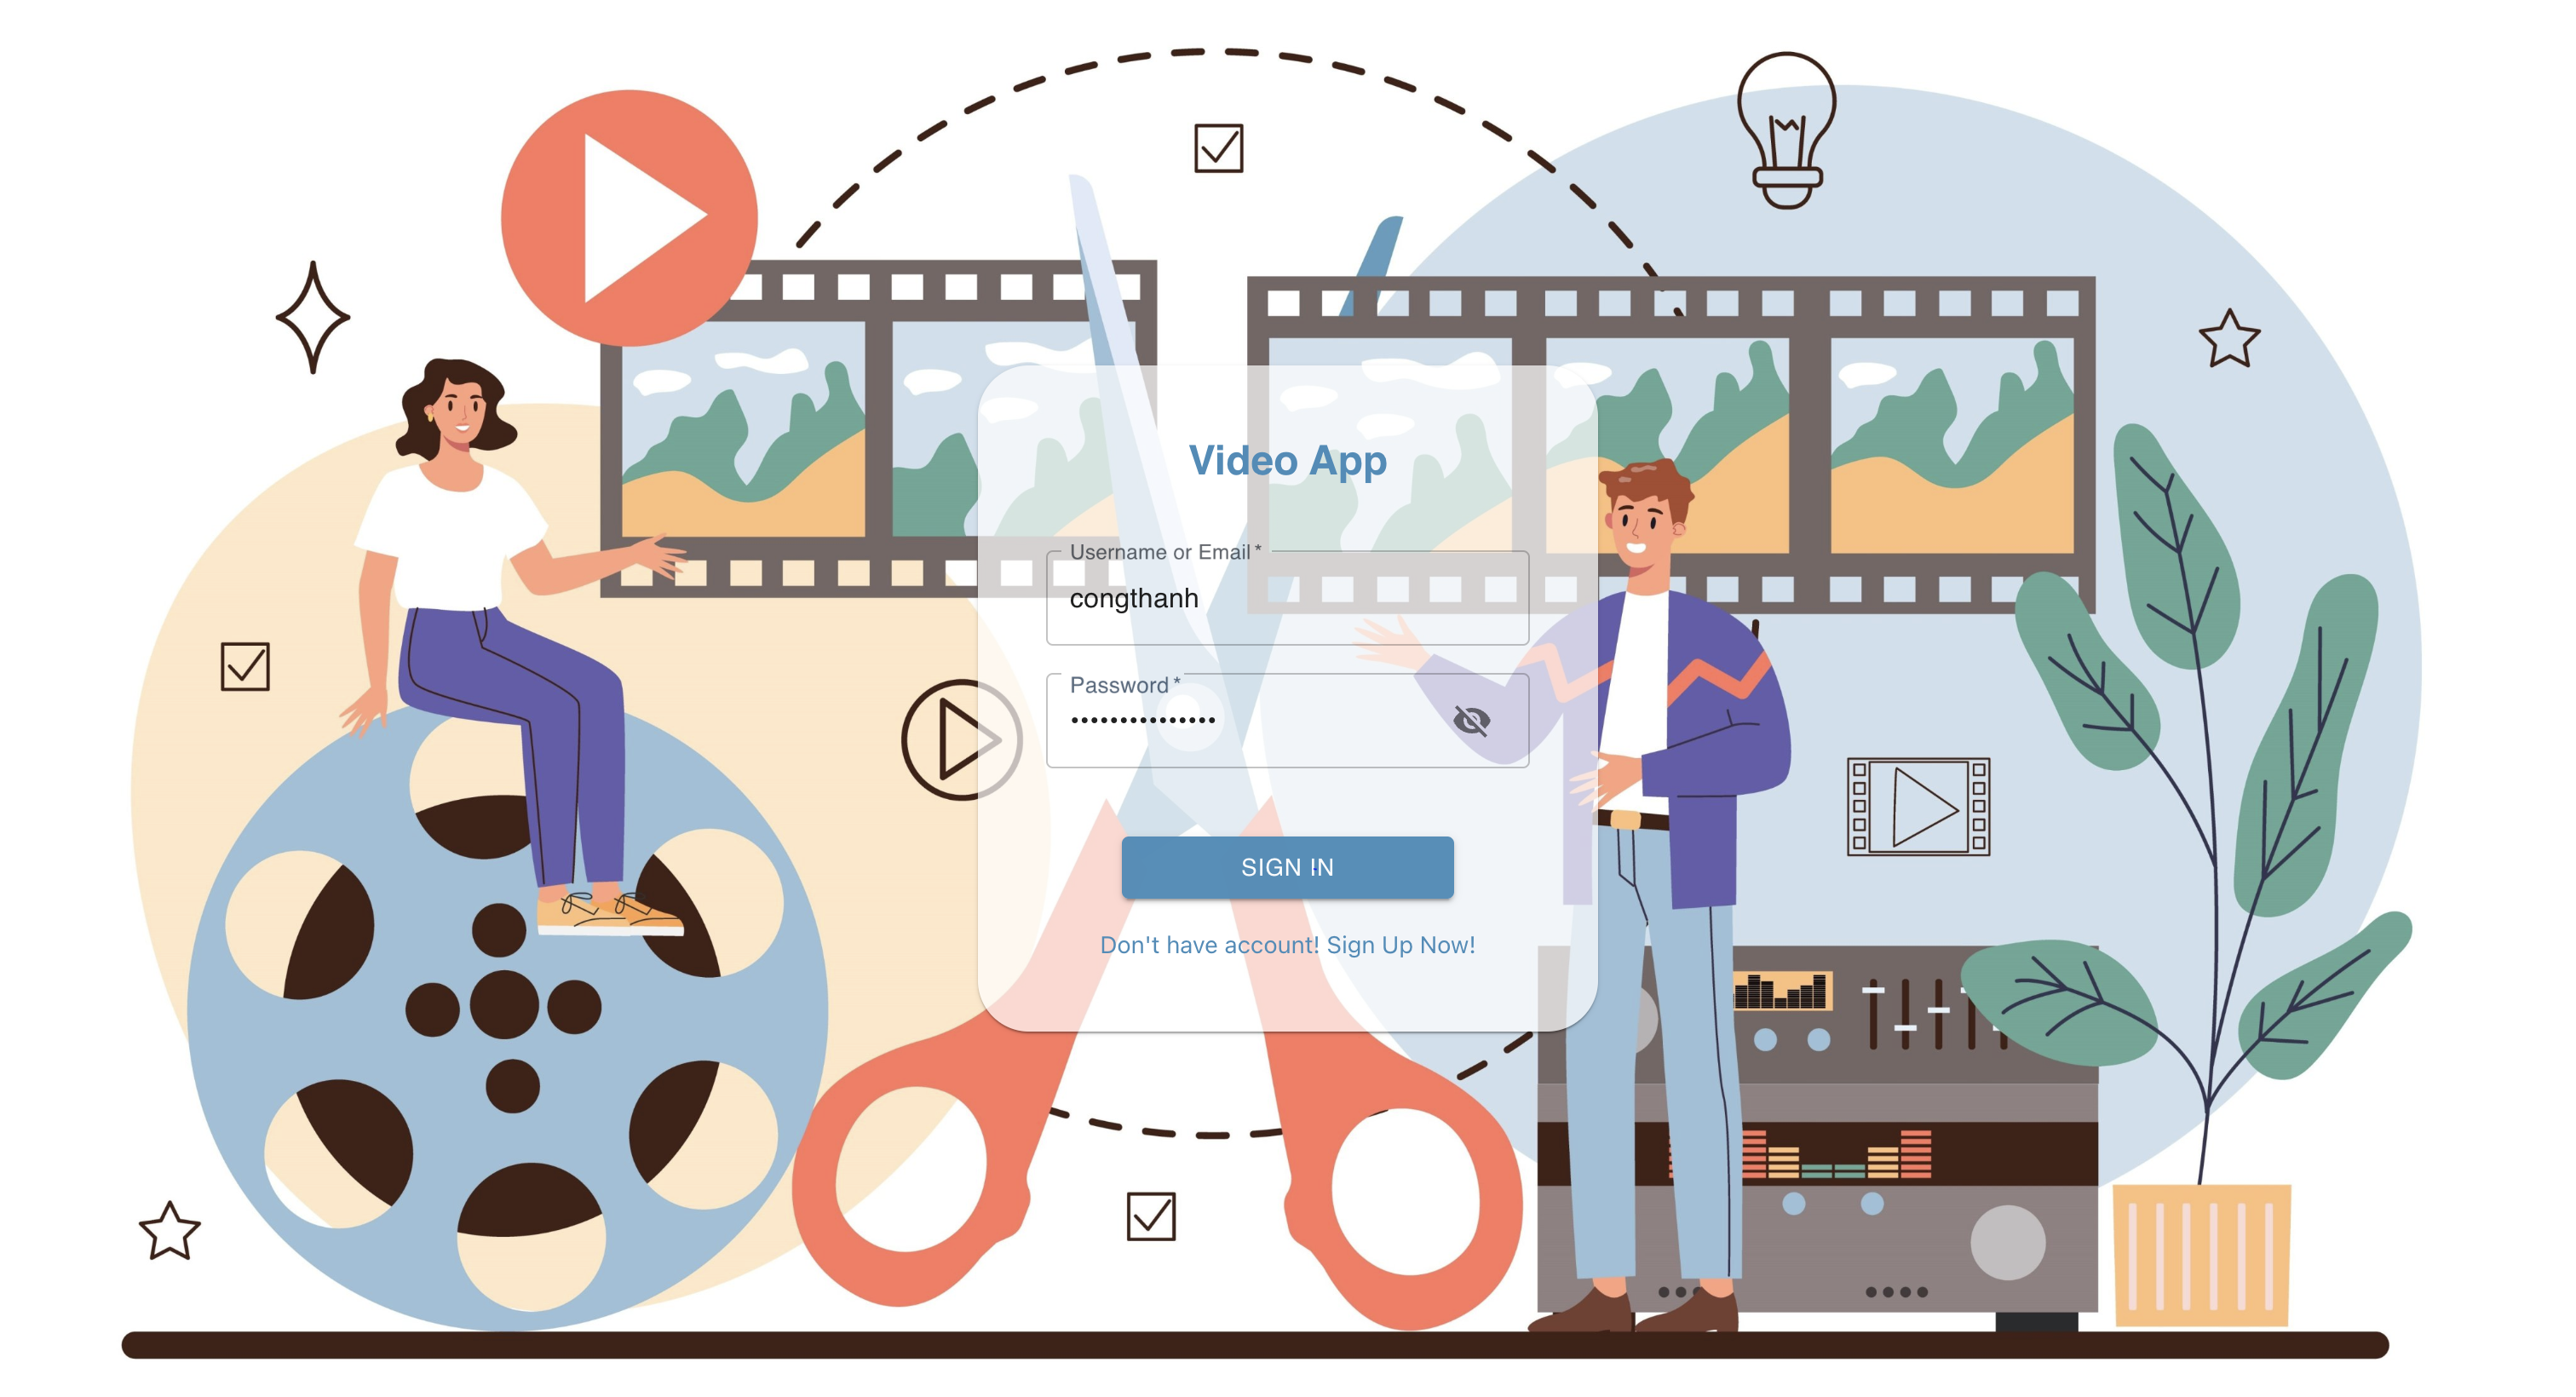 Video App
Username or Email *
congthanh
Password *
•••••••••••••••
SIGN IN
Don't have account! Sign Up Now!